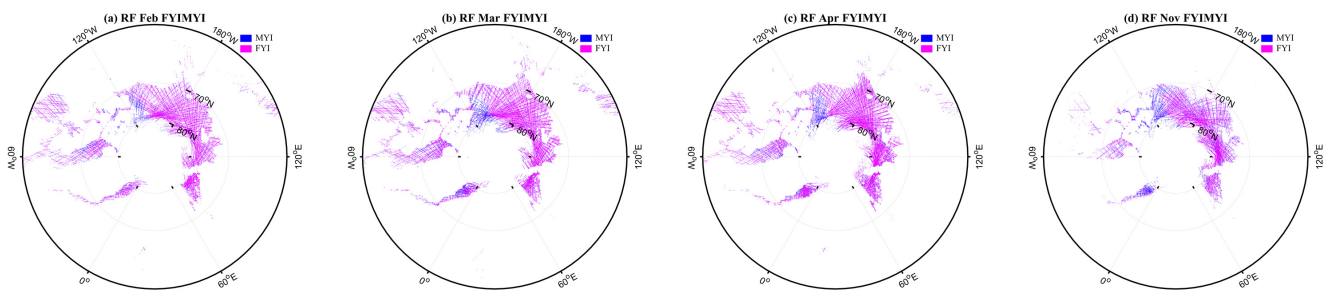 (a) RF Feb FYIMYI
180°W
120°W
MYI
FYI
70°N
80°N
60°W
120°E
0°
60°E
(b) RF Mar FYIMYI
180°W
120°W
MYI
FYI
70°N
80°N
60°W
120°E
0°
60°E
(c) RF Apr FYIMYI
180°W
120°W
MYI
FYI
70°N
80°N
60°W
120°E
0°
60°E
(d) RF Nov FYIMYI
180°W
120°W
MYI
FYI
70°N
80°N
60°W
120°E
0°
60°E